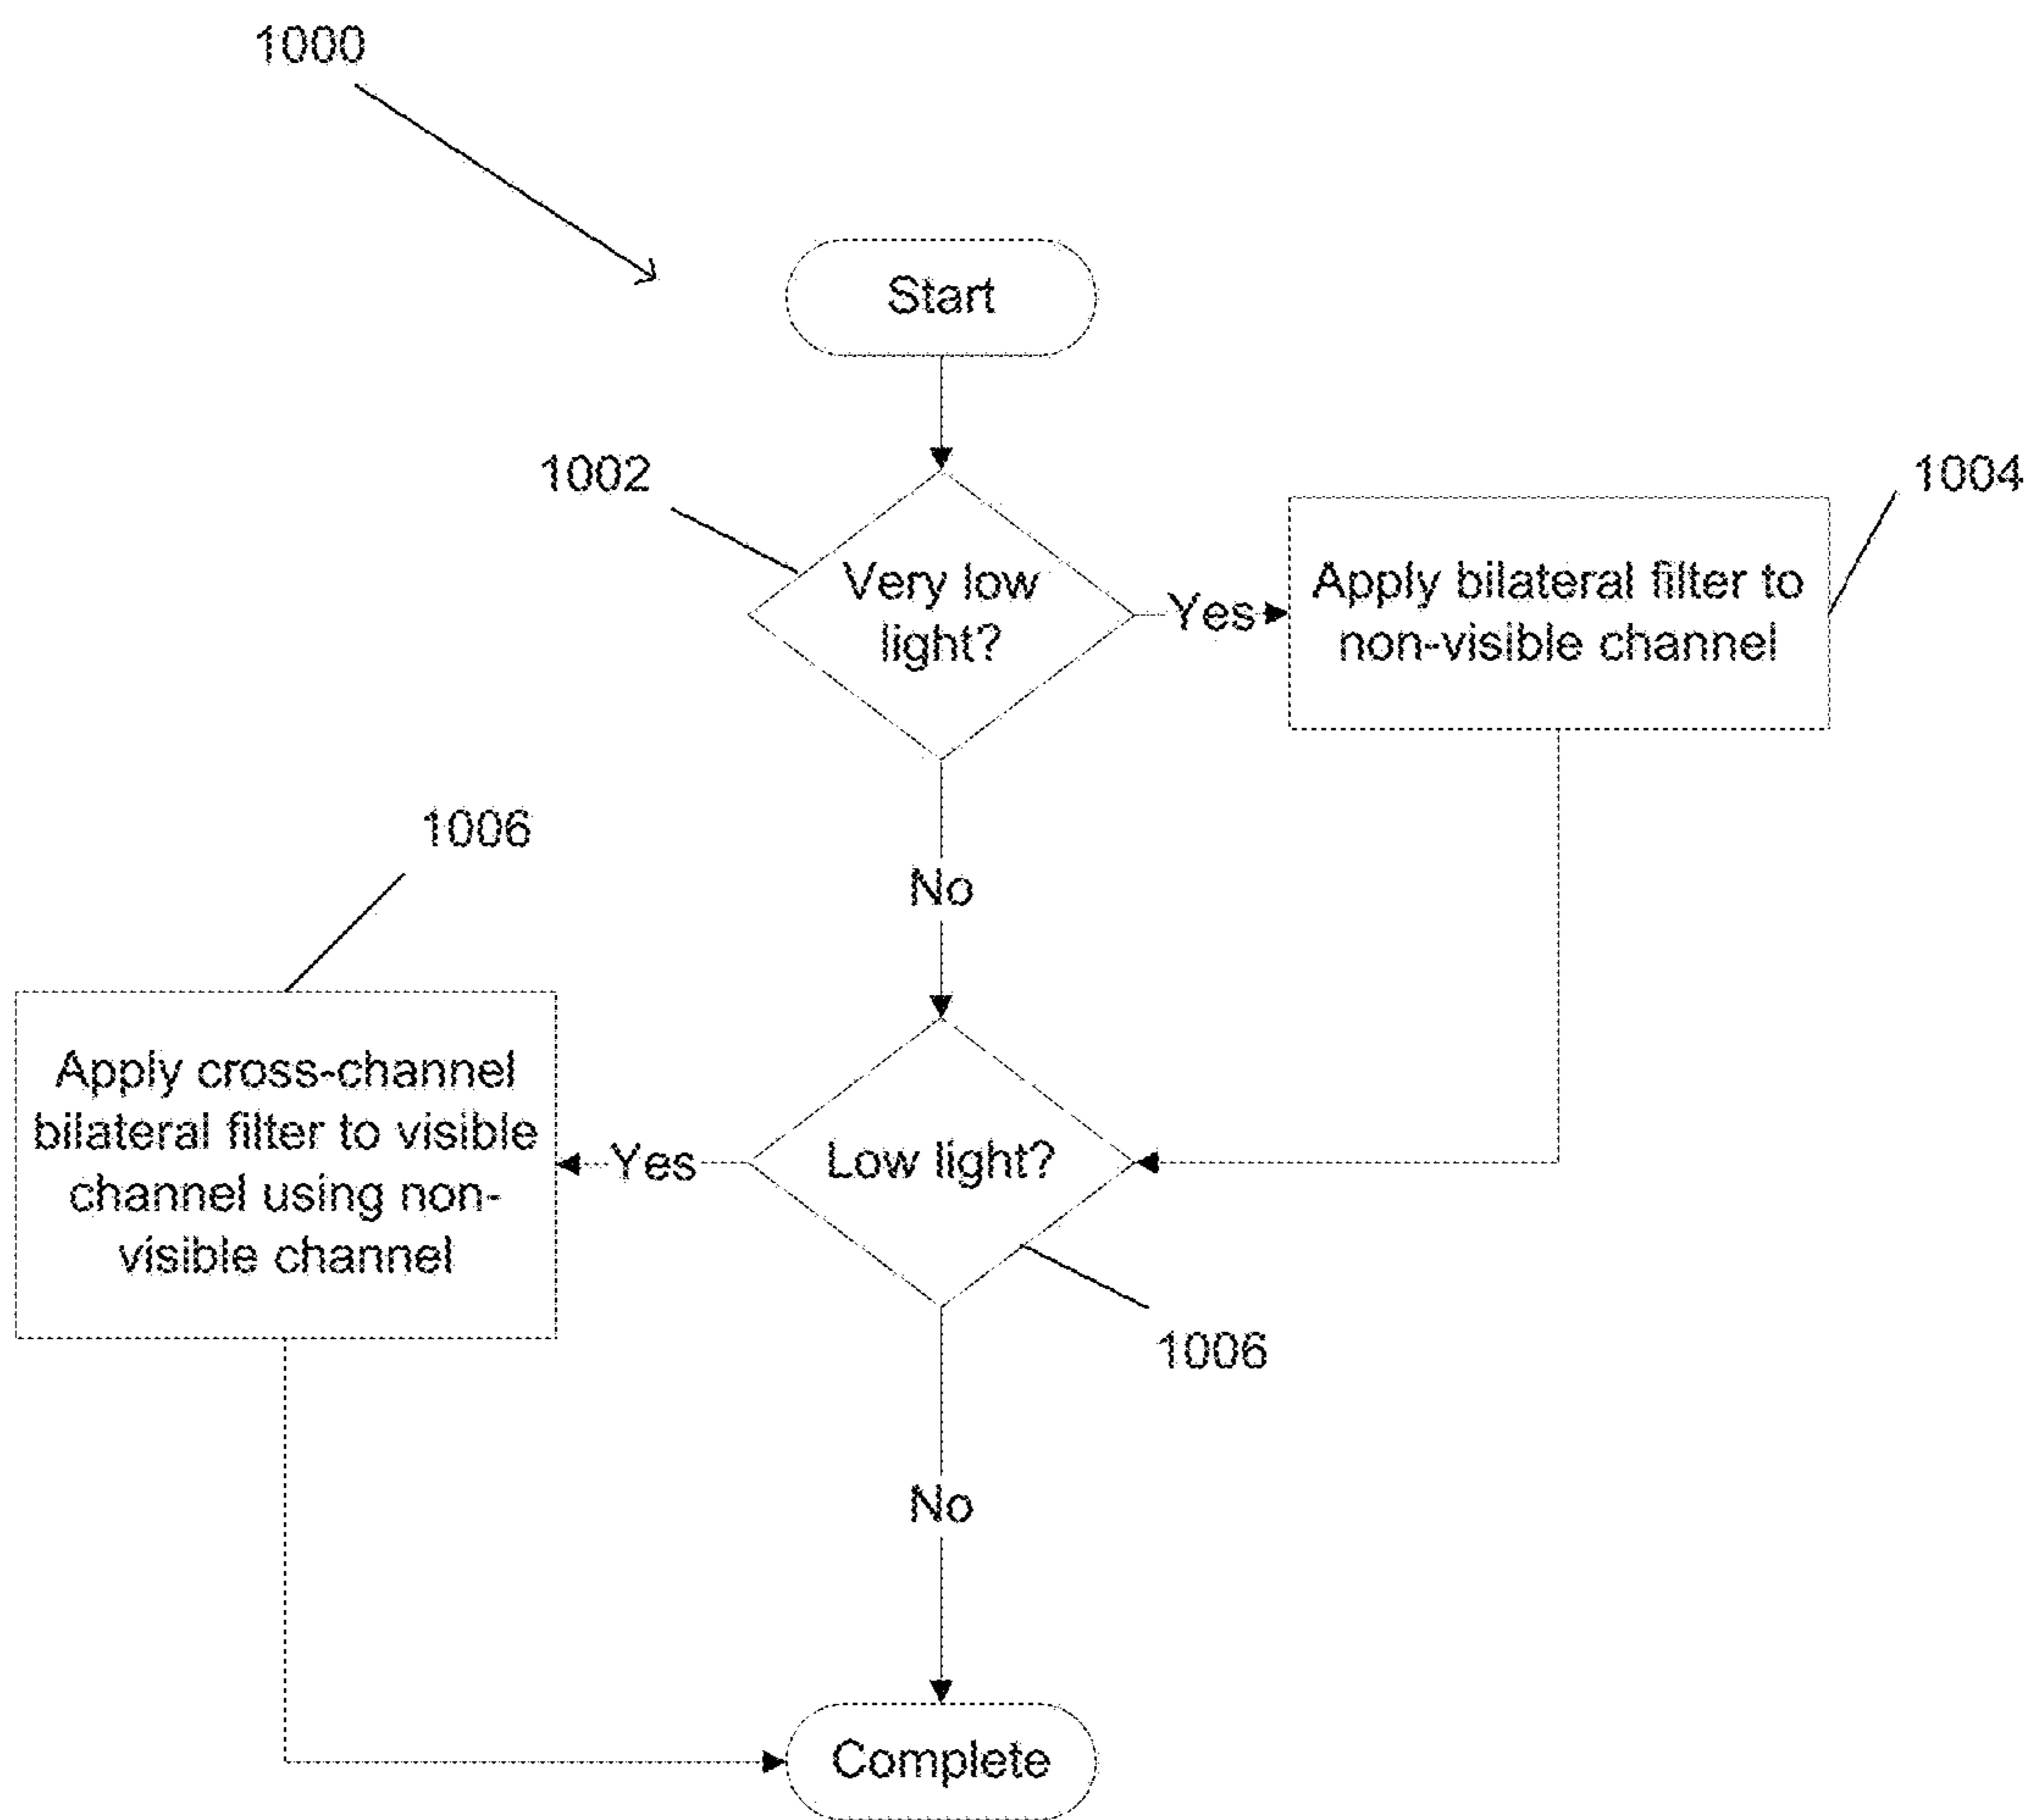 1000
Start
1002
1004
Very low
light?
Yes
Apply bilateral filter to
non-visible channel
1006
No
Apply cross-channel
bilateral filter to visible
channel using non-
visible channel
Yes
Low light?
1006
No
Complete